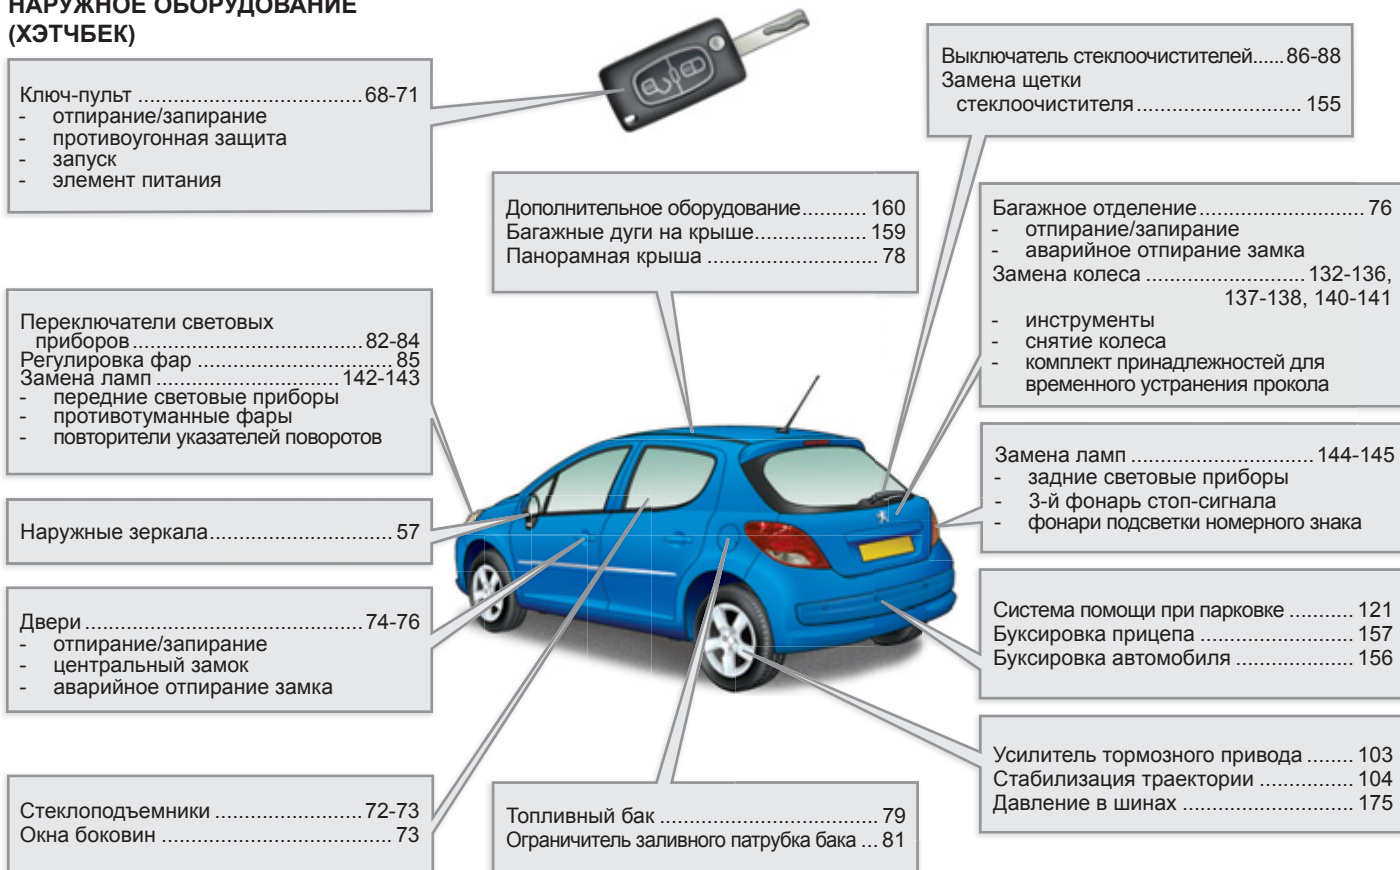 НАРУЖНОЕ ОБОРУДОВАНИЕ
(ХЭТЧБЕК)
Ключ-пульт ....................................... 68-71
- отпирание/запирание
- противоугонная защита
- запуск
- элемент питания
Выключатель стеклоочистителей...... 86-88
Замена щетки
стеклоочистителя ............................ 155
Дополнительное оборудование........... 160
Багажные дуги на крыше................... 159
Панорамная крыша ............................. 78
Багажное отделение ............................ 76
- отпирание/запирание
- аварийное отпирание замка
Замена колеса ........................... 132-136,
137-138, 140-141
- инструменты
- снятие колеса
- комплект принадлежностей для
временного устранения прокола
Переключатели световых
приборов ....................................... 82-84
Регулировка фар .................................. 85
Замена ламп ............................... 142-143
- передние световые приборы
- противотуманные фары
- повторители указателей поворотов
Замена ламп ............................... 144-145
- задние световые приборы
- 3-й фонарь стоп-сигнала
- фонари подсветки номерного знака
Наружные зеркала ............................... 57
Двери ............................................... 74-76
- отпирание/запирание
- центральный замок
- аварийное отпирание замка
Система помощи при парковке ........... 121
Буксировка прицепа .......................... 157
Буксировка автомобиля .................... 156
Усилитель тормозного привода ........ 103
Стабилизация траектории ................ 104
Давление в шинах ............................. 175
Стеклоподъемники ......................... 72-73
Окна боковин ....................................... 73
Топливный бак ..................................... 79
Ограничитель заливного патрубка бака ... 81